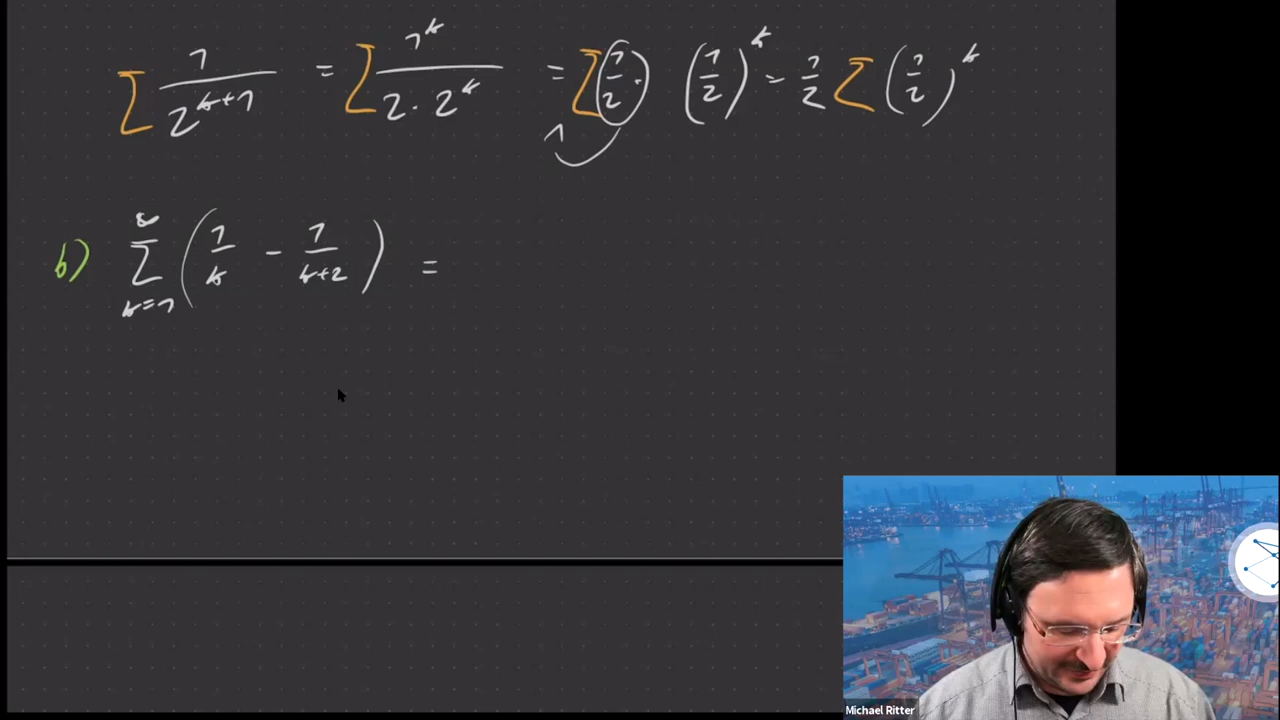 ∑ 1/2^(k+1) = ∑ 1^k/(2·2^k) = ∑ (1/2·) (1/2)^k = 1/2 ∑ (1/2)^k
b) ∑_{k=1}^{∞} (1/k - 1/(k+2)) =
Michael Ritter